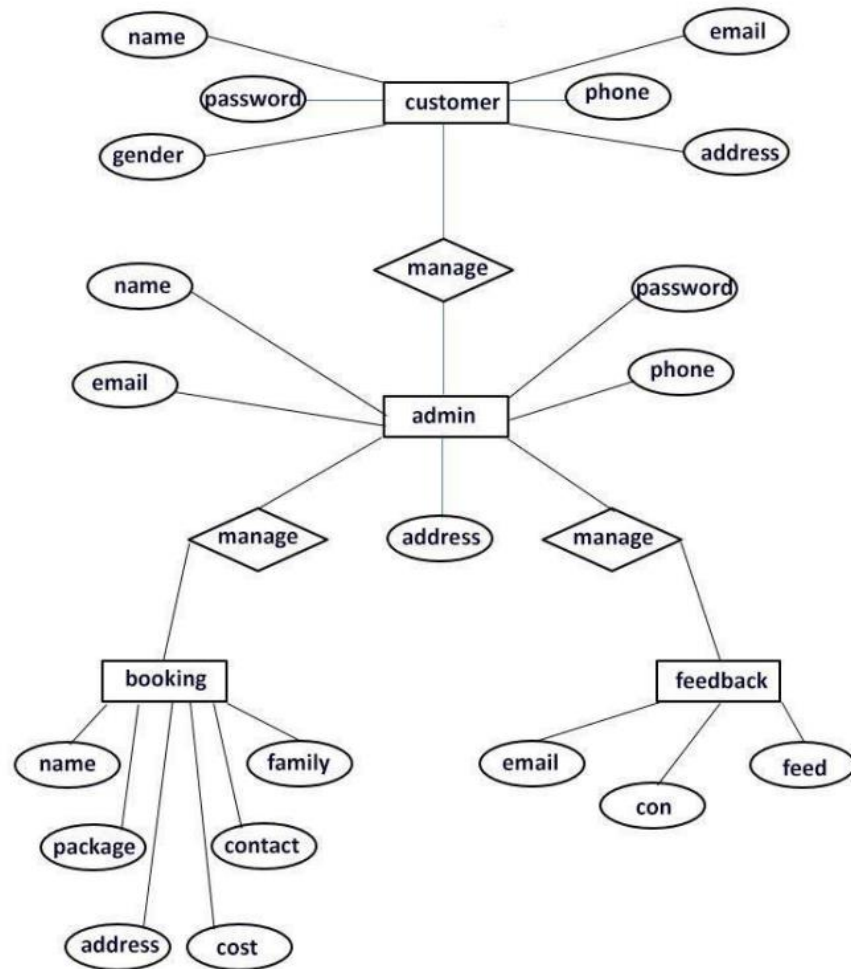 name
email
password
customer
phone
gender
address
manage
name
password
email
phone
admin
manage
address
manage
booking
feedback
name
family
email
feed
con
package
contact
address
cost